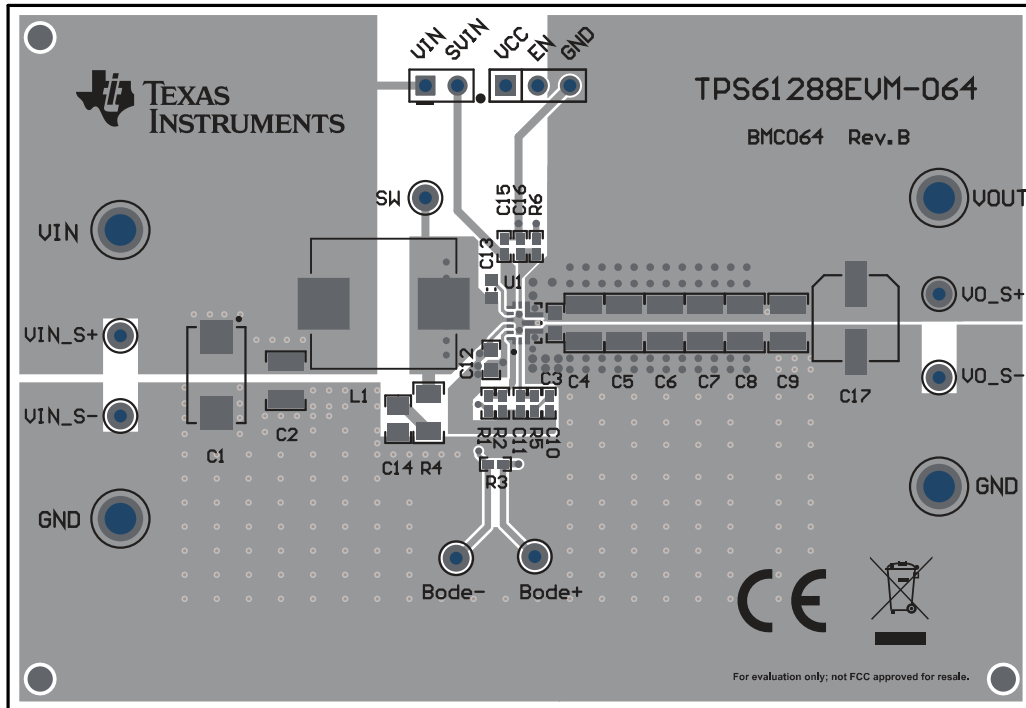 VIN SVIN VCC EN GND
TEXAS
INSTRUMENTS
TPS61288EVM-064
BMC064 Rev.B
SW
C15 C16 R6
VOUT
VIN
C13
U1
VO_S+
VIN_S+
C12
L1
C3 C4 C5 C6 C7 C8 C9
C17
VO_S-
VIN_S-
C1
C2
C14 R4
R1 R2 C11 R5 C10
R3
GND
GND
Bode- Bode+
CE
For evaluation only; not FCC approved for resale.